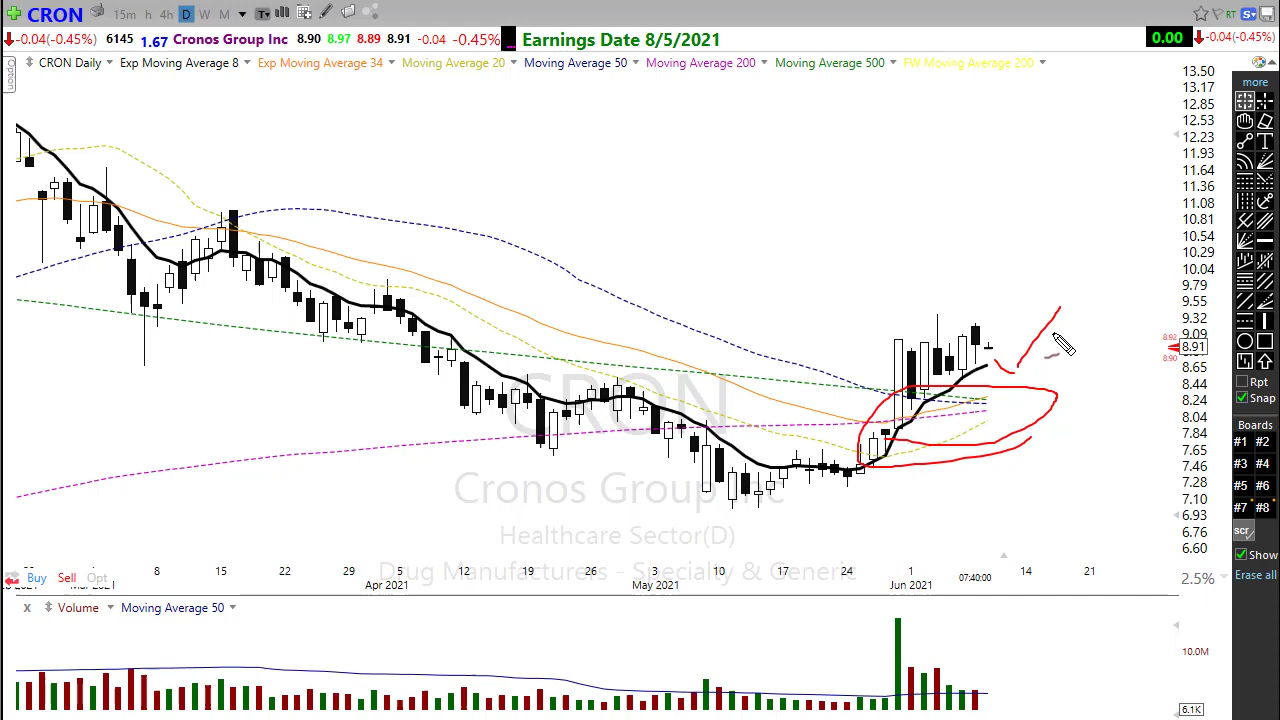 CRON 15m h 4h D W M T RT S
-0.04(-0.45%) 6145 1.67 Cronos Group Inc 8.90 8.97 8.89 8.91 -0.04 -0.45% Earnings Date 8/5/2021 0.00 -0.04(-0.45%)
Option CRON Daily Exp Moving Average 8 Exp Moving Average 34 Moving Average 20 Moving Average 50 Moving Average 200 Moving Average 500 FW Moving Average 200
more
13.50
13.17
12.85
12.53
12.23
11.93
11.64
11.36
11.08
10.81
10.54
10.29
10.04
9.79
9.55
9.32
9.09
8.92
8.91
8.90
8.65
8.44
8.24
8.04
7.84
7.65
7.46
7.28
7.10
6.93
6.76
6.60
2.5%
CRON
Cronos Group Inc
Healthcare Sector(D)
Drug Manufacturers - Specialty & Generic
Buy Sell Opt
8 15 22 29 12 19 26 3 10 17 24 1 14 21
Apr 2021 May 2021 Jun 2021 07:40:00
x Volume Moving Average 50
10.0M
6.1K
T
Rpt
Snap
Boards
#1 #2
#3 #4
#5 #6
#7 #8
scr
Show
Erase all